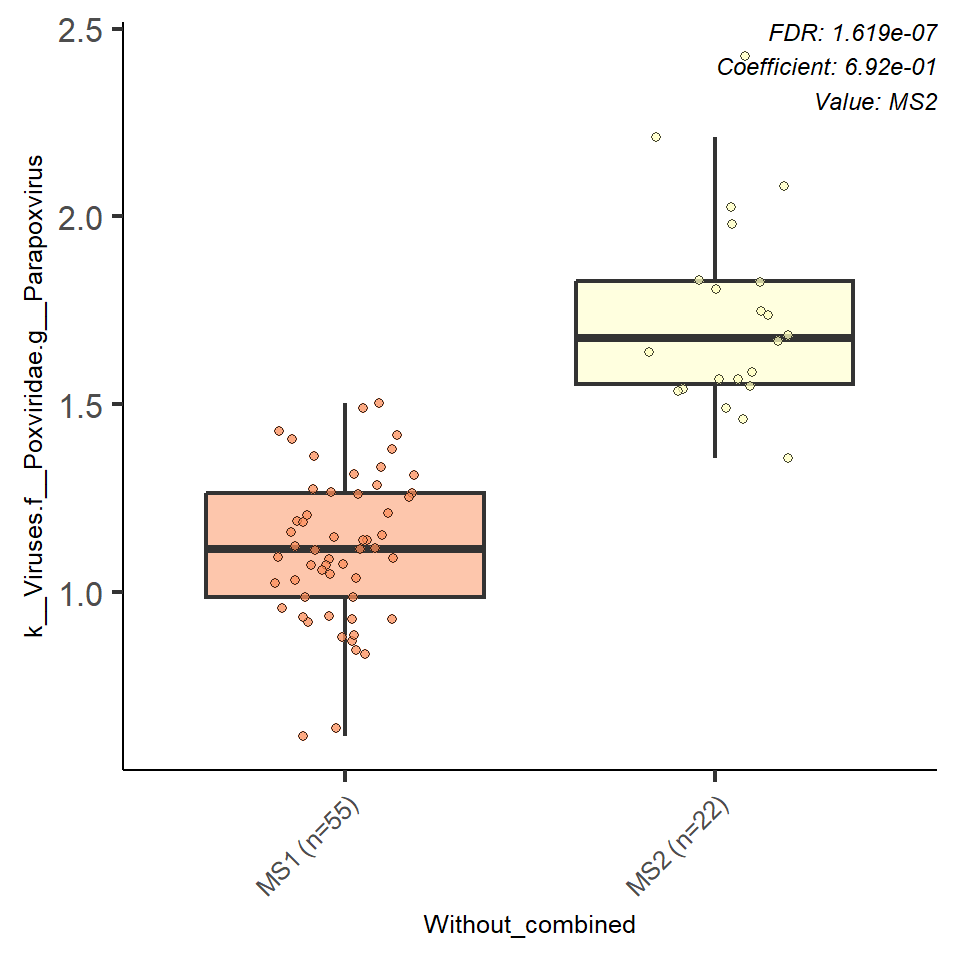 FDR: 1.619e-07
Coefficient: 6.92e-01
Value: MS2
k__Viruses.f__Poxviridae.g__Parapoxvirus
2.5
2.0
1.5
1.0
MS1 (n=55)
MS2 (n=22)
Without_combined